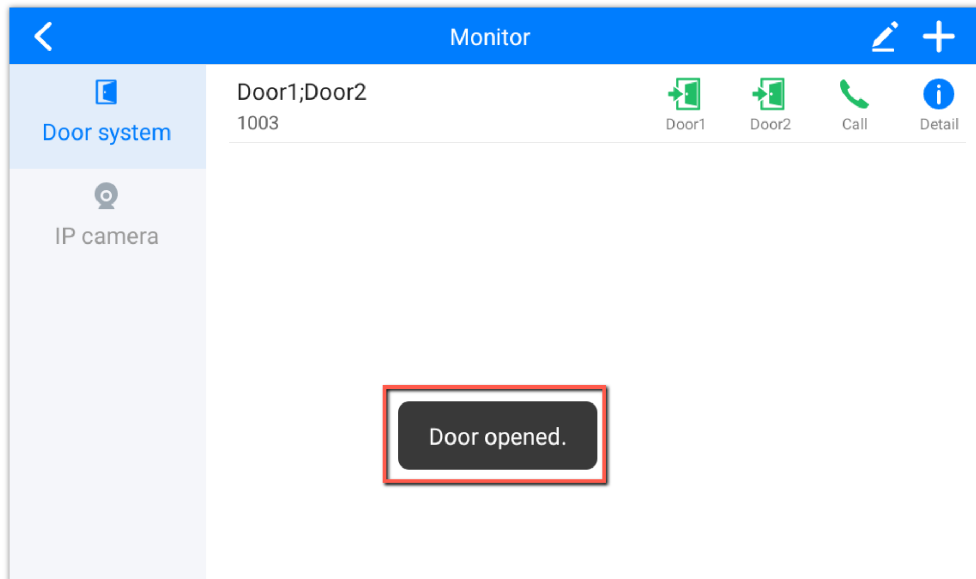 Monitor
Door system
IP camera
Door1;Door2
1003
Door1
Door2
Call
Detail
Door opened.